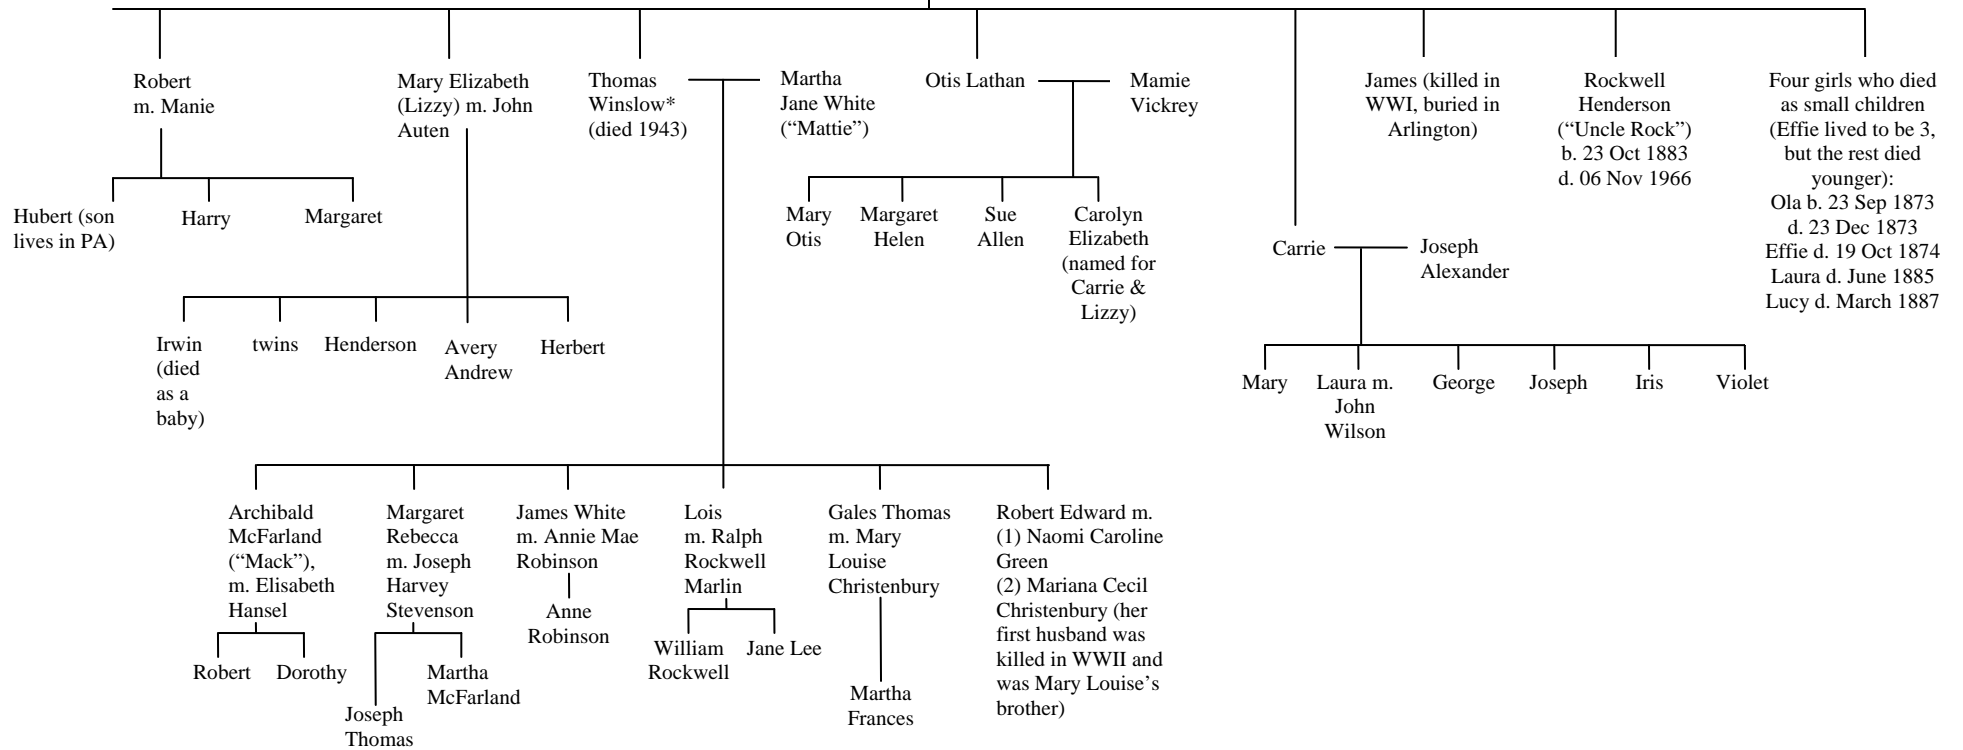 Robert
m. Manie
Mary Elizabeth
(Lizzy) m. John
Auten
Thomas
Winslow*
(died 1943)
Martha
Jane White
(“Mattie”)
Otis Lathan
Mamie
Vickrey
James (killed in
WWI, buried in
Arlington)
Rockwell
Henderson
(“Uncle Rock”)
b. 23 Oct 1883
d. 06 Nov 1966
Four girls who died
as small children
(Effie lived to be 3,
but the rest died
younger):
Ola b. 23 Sep 1873
d. 23 Dec 1873
Effie d. 19 Oct 1874
Laura d. June 1885
Lucy d. March 1887
Hubert (son
lives in PA)
Harry
Margaret
Mary
Otis
Margaret
Helen
Sue
Allen
Carolyn
Elizabeth
(named for
Carrie &
Lizzy)
Carrie
Joseph
Alexander
Irwin
(died
as a
baby)
twins
Henderson
Avery
Andrew
Herbert
Mary
Laura m.
John
Wilson
George
Joseph
Iris
Violet
Archibald
McFarland
(“Mack”),
m. Elisabeth
Hansel
Margaret
Rebecca
m. Joseph
Harvey
Stevenson
James White
m. Annie Mae
Robinson
Lois
m. Ralph
Rockwell
Marlin
Gales Thomas
m. Mary
Louise
Christenbury
Robert Edward m.
(1) Naomi Caroline
Green
(2) Mariana Cecil
Christenbury (her
first husband was
killed in WWII and
was Mary Louise’s
brother)
Robert
Dorothy
Joseph
Thomas
Martha
McFarland
Anne
Robinson
William
Rockwell
Jane Lee
Martha
Frances